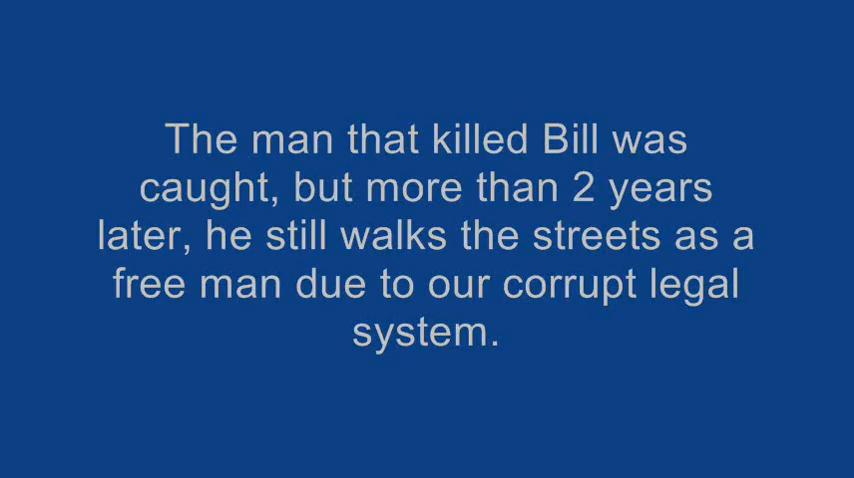 The man that killed Bill was
caught, but more than 2 years
later, he still walks the streets as a
free man due to our corrupt legal
system.